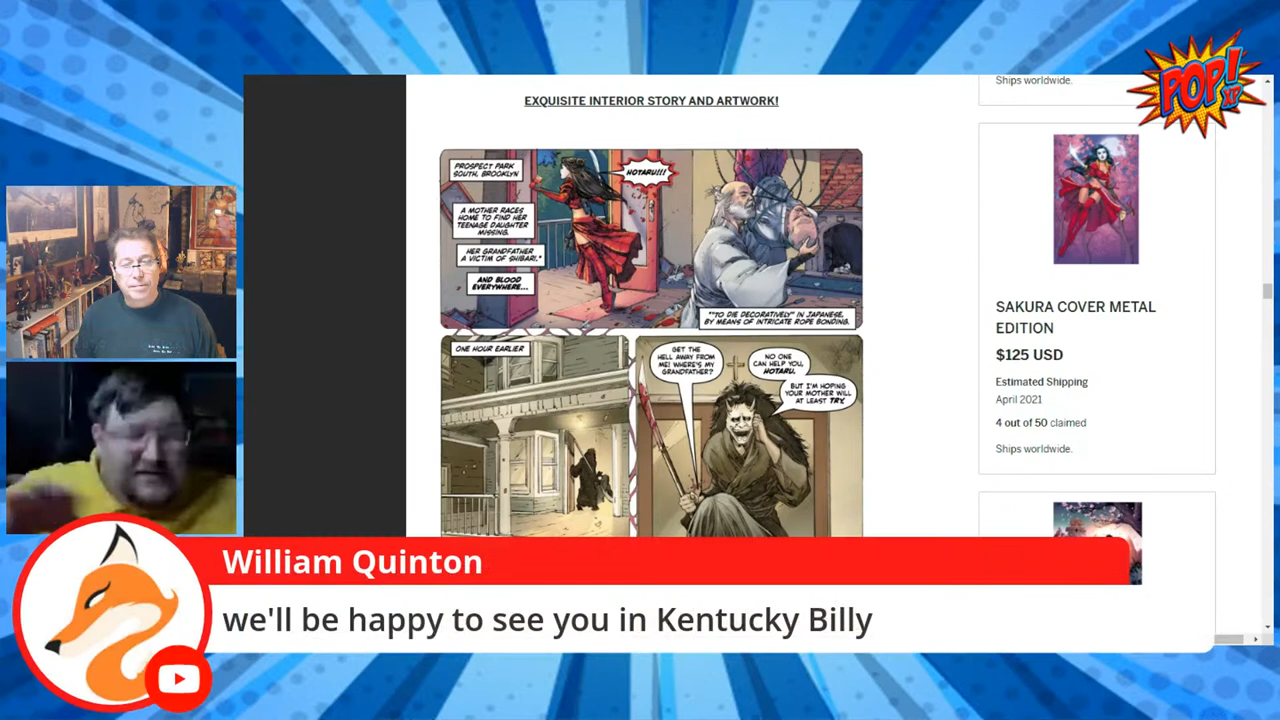 POP!
XP
EXQUISITE INTERIOR STORY AND ARTWORK!
PROSPECT PARK
SOUTH, BROOKLYN
HOTARU!!!
A MOTHER RACES
HOME TO FIND HER
TEENAGE DAUGHTER
MISSING.
HER GRANDFATHER
A VICTIM OF SHIBARI.*
AND BLOOD
EVERYWHERE...
*"TO DIE DECORATIVELY" IN JAPANESE,
BY MEANS OF INTRICATE ROPE BONDING.
ONE HOUR EARLIER
GET THE
HELL AWAY FROM
ME! WHERE'S MY
GRANDFATHER?
NO ONE
CAN HELP YOU,
HOTARU.
BUT I'M HOPING
YOUR MOTHER WILL
AT LEAST TRY.
Ships worldwide.
SAKURA COVER METAL
EDITION
$125 USD
Estimated Shipping
April 2021
4 out of 50 claimed
Ships worldwide.
William Quinton
we'll be happy to see you in Kentucky Billy